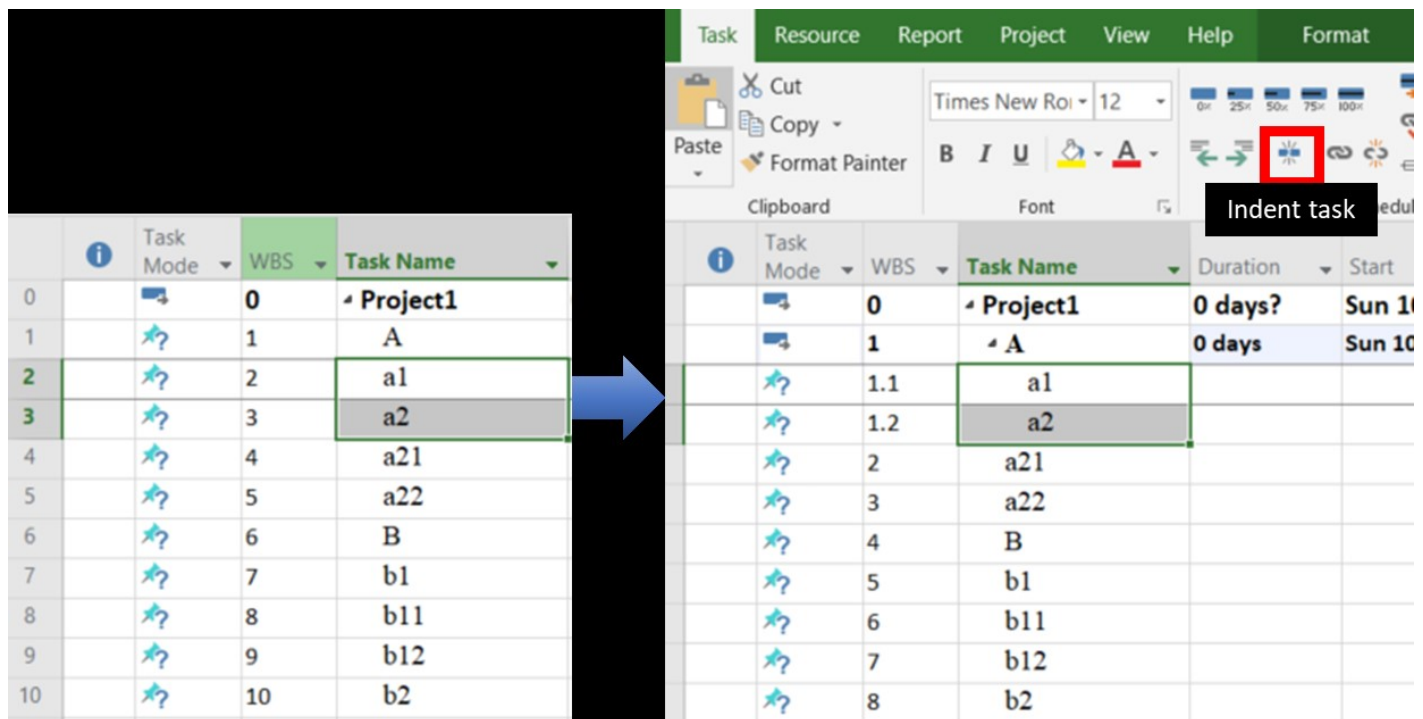 Task Resource Report Project View Help Format
Cut
Copy
Paste
Format Painter
Times New Ro 12
B I U A
0% 25% 50% 75% 100%
Clipboard Font
Indent task
Task Mode WBS Task Name
0 0 Project1
1 1 A
2 2 a1
3 3 a2
4 4 a21
5 5 a22
6 6 B
7 7 b1
8 8 b11
9 9 b12
10 10 b2
Task Mode WBS Task Name Duration Start
0 Project1 0 days? Sun 10
1 A 0 days Sun 10
1.1 a1
1.2 a2
2 a21
3 a22
4 B
5 b1
6 b11
7 b12
8 b2